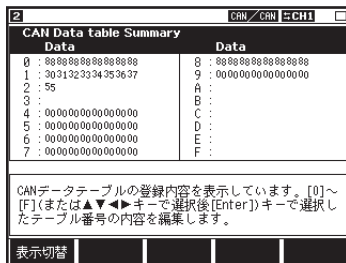 2 CAN/CAN ≒CH1
CAN Data table Summary
Data Data
0 : 8888888888888888 8 : 8888888888888888
1 : 3031323334353637 9 : 0000000000000000
2 : 55 A :
3 : B :
4 : 0000000000000000 C :
5 : 0000000000000000 D :
6 : 0000000000000000 E :
7 : 0000000000000000 F :
CANデータテーブルの登録内容を表示しています。[0]~
[F](または▲▼◀▶キーで選択後[Enter])キーで選択し
たテーブル番号の内容を編集します。
表示切替